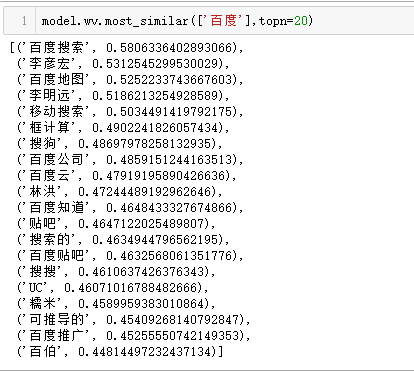 1 model.wv.most_similar(['百度'],topn=20)
[('百度搜索', 0.5806336402893066),
('李彦宏', 0.5312545299530029),
('百度地图', 0.5252233743667603),
('李明远', 0.5186213254928589),
('移动搜索', 0.5034491419792175),
('框计算', 0.4902241826057434),
('搜狗', 0.48697978258132935),
('百度公司', 0.4859151244163513),
('百度云', 0.47919195890426636),
('林洪', 0.47244489192962646),
('百度知道', 0.4648433327674866),
('贴吧', 0.4647122025489807),
('搜索的', 0.4634944796562195),
('百度贴吧', 0.4632568061351776),
('搜搜', 0.4610637426376343),
('UC', 0.46071016788482666),
('糯米', 0.4589959383010864),
('可推导的', 0.45409268140792847),
('百度推广', 0.45255550742149353),
('百伯', 0.44814497232437134)]